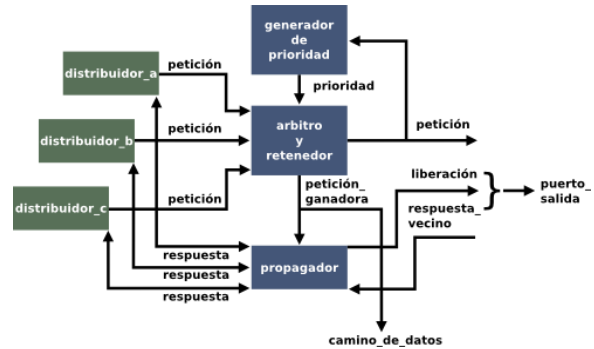 generador
de
prioridad
distribuidor_a
petición
prioridad
distribuidor_b
petición
arbitro
y
retenedor
petición
distribuidor_c
petición
petición_
ganadora
liberación
respuesta_
vecino
puerto_
salida
respuesta
respuesta
respuesta
propagador
camino_de_datos